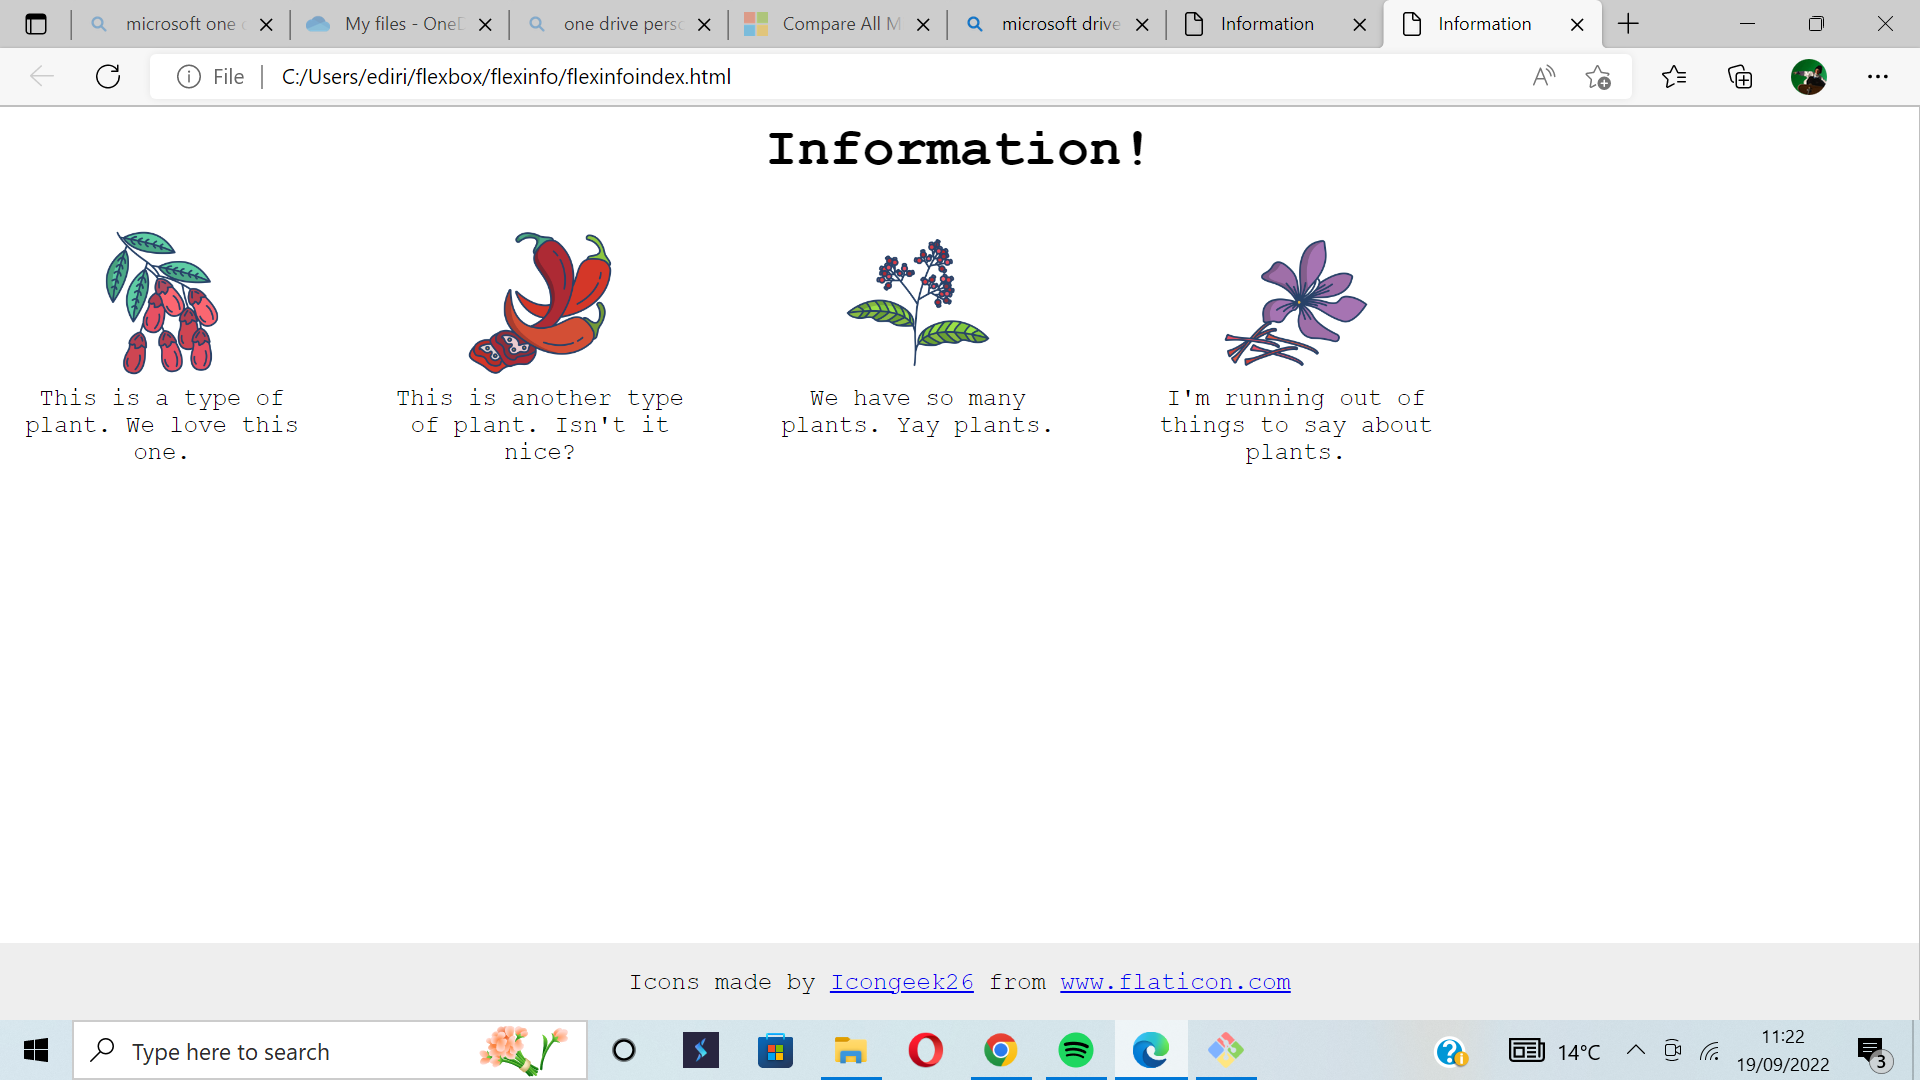 microsoft one
My files - One
one drive pers
Compare All M
microsoft drive
Information
Information
File
C:/Users/ediri/flexbox/flexinfo/flexinfoindex.html
Information!
This is a type of
plant. We love this
one.
This is another type
of plant. Isn't it
nice?
We have so many
plants. Yay plants.
I'm running out of
things to say about
plants.
Icons made by Icongeek26 from www.flaticon.com
Type here to search
14°C
11:22
19/09/2022
3